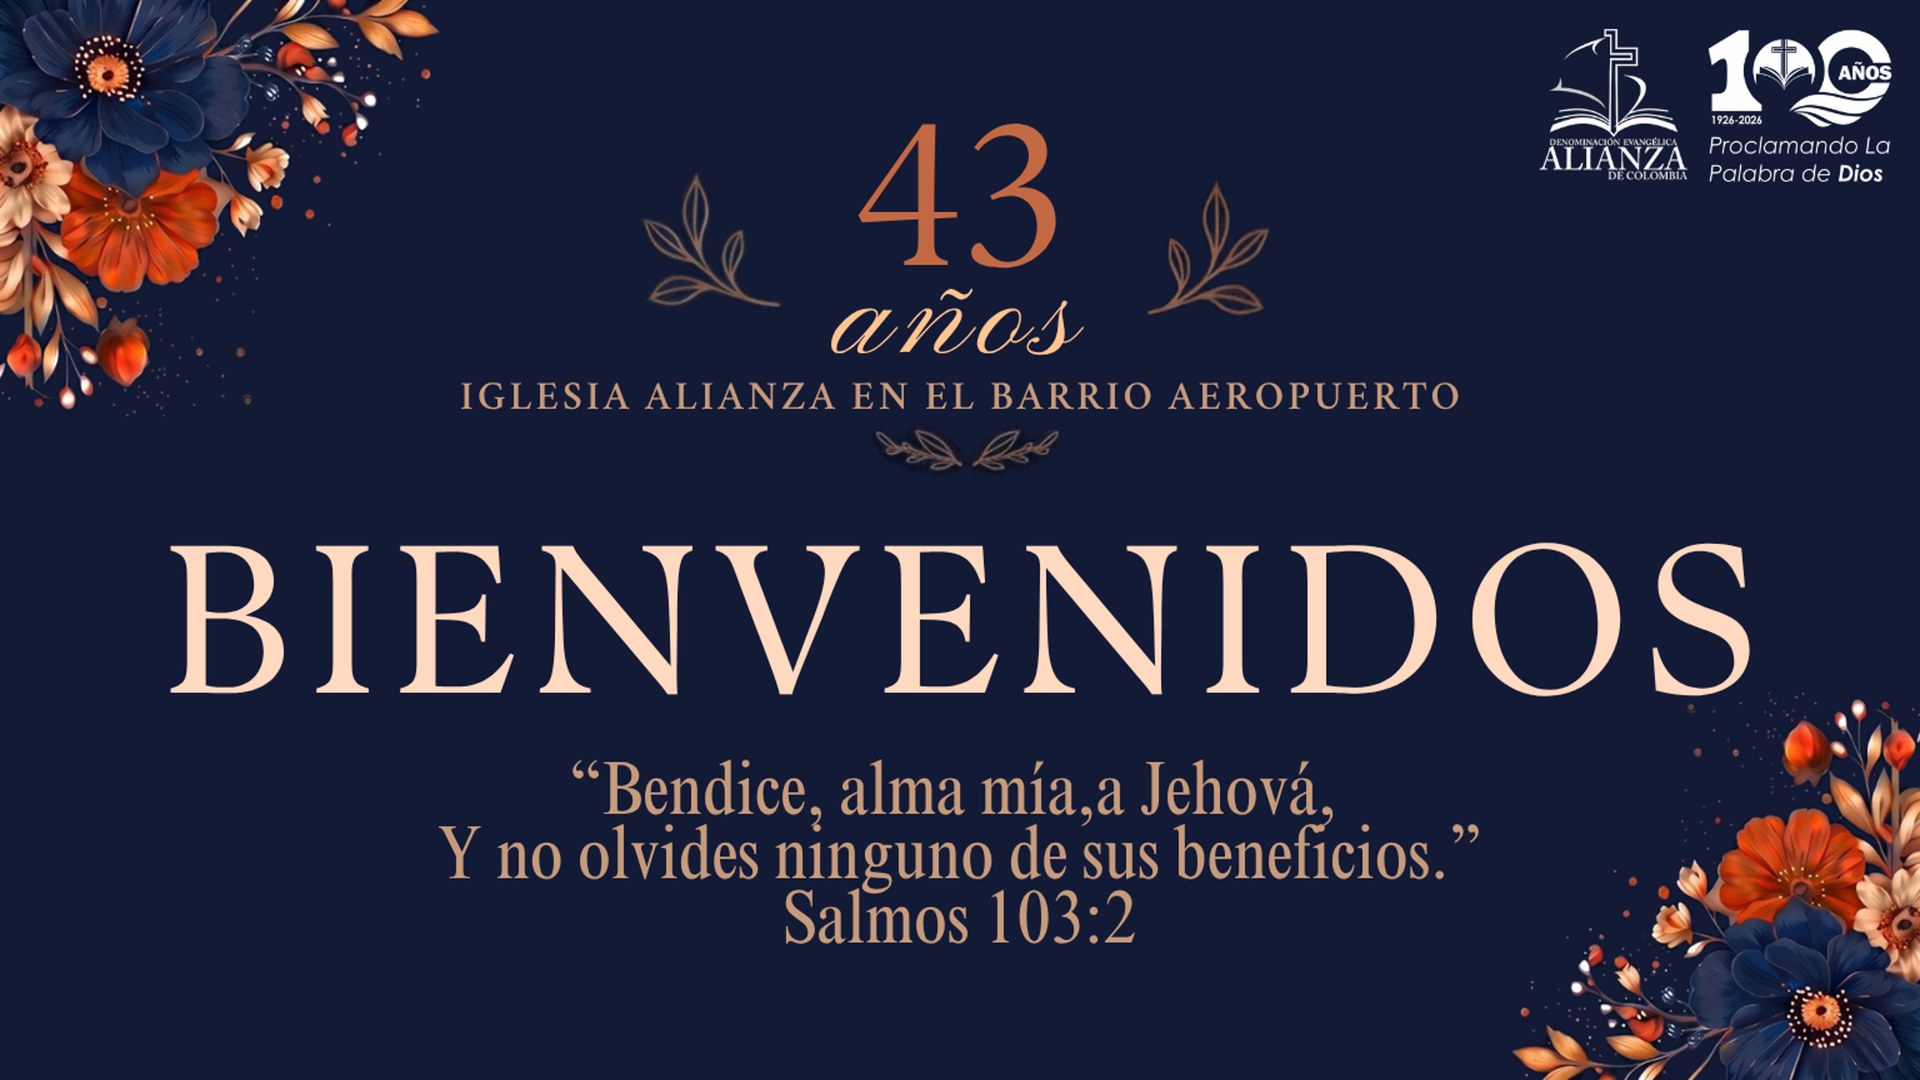 43
años
IGLESIA ALIANZA EN EL BARRIO AEROPUERTO
BIENVENIDOS
“Bendice, alma mía,a Jehová,
Y no olvides ninguno de sus beneficios.”
Salmos 103:2
DENOMINACIÓN EVANGÉLICA
ALIANZA
DE COLOMBIA
100 AÑOS
1926-2026
Proclamando La
Palabra de Dios